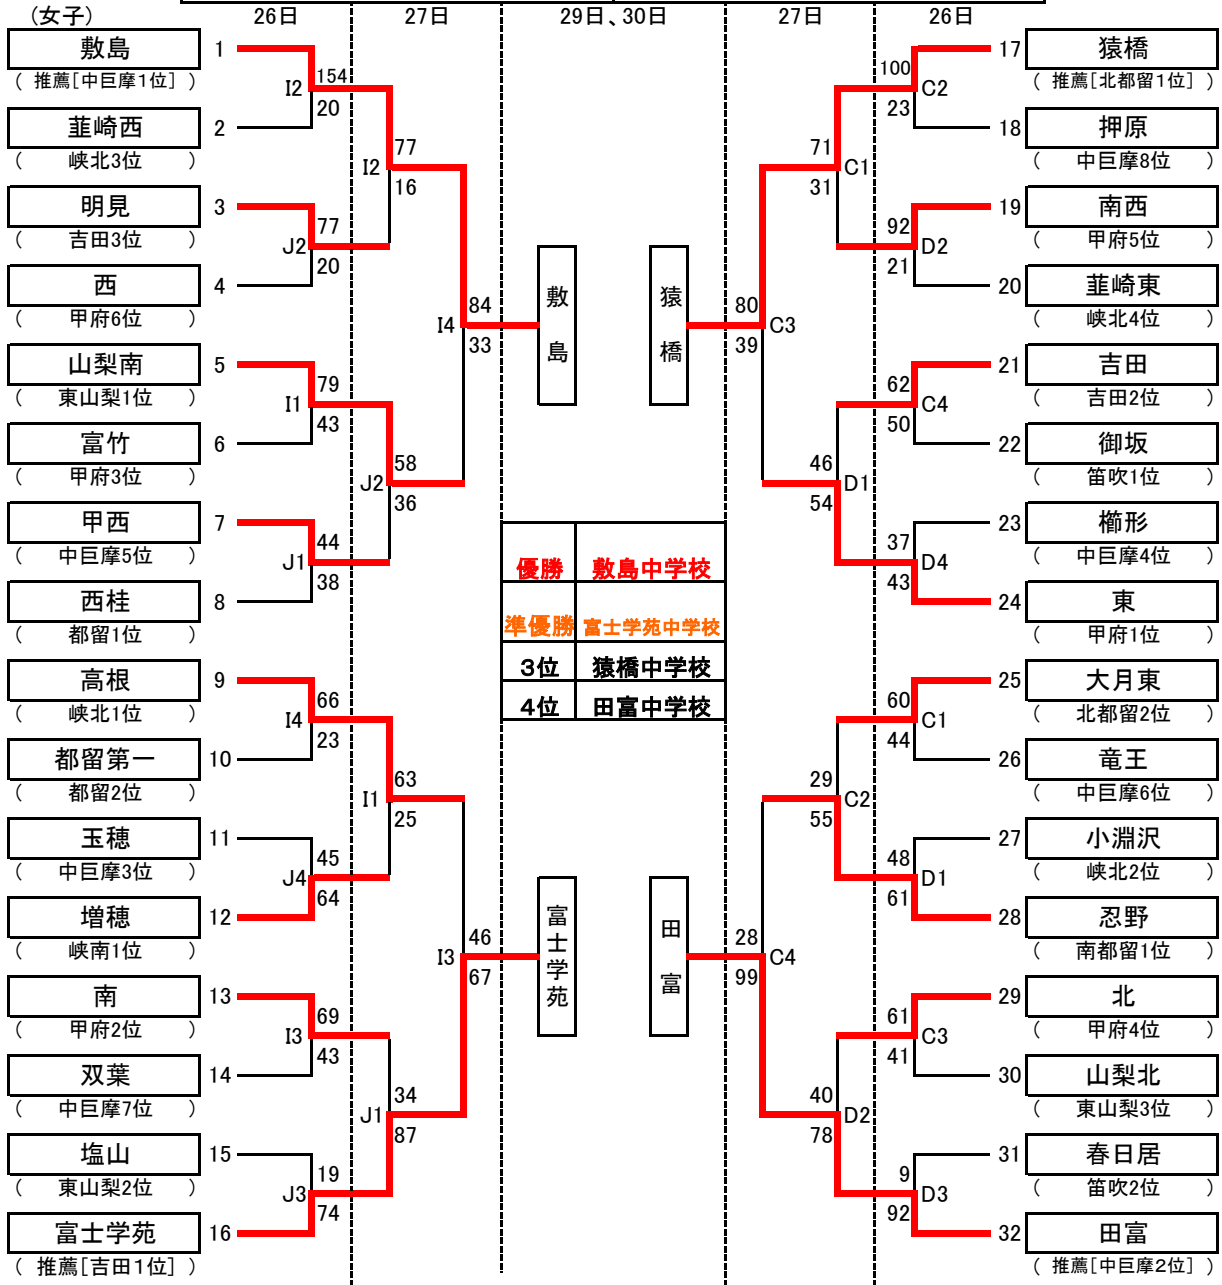 (女子) 26日 27日 29日、30日 27日 26日
敷島 1 17 猿橋
( 推薦[中巨摩1位] ) 154 100 ( 推薦[北都留1位] )
I2 C2
20 23
韮崎西 2 18 押原
( 峡北3位 ) 77 71 ( 中巨摩8位 )
I2 C1
16 31
明見 3 19 南西
( 吉田3位 ) 77 92 ( 甲府5位 )
J2 D2
20 21
西 4 20 韮崎東
( 甲府6位 ) 84 敷島 猿橋 80 ( 峡北4位 )
I4 C3
33 39
山梨南 5 21 吉田
( 東山梨1位 ) 79 62 ( 吉田2位 )
I1 C4
43 50
富竹 6 22 御坂
( 甲府3位 ) 58 46 ( 笛吹1位 )
J2 D1
36 54
甲西 7 23 櫛形
( 中巨摩5位 ) 44 37 ( 中巨摩4位 )
J1 優勝 敷島中学校 D4
38 43
西桂 8 24 東
( 都留1位 ) 準優勝 富士学苑中学校 ( 甲府1位 )
3位 猿橋中学校
高根 9 25 大月東
( 峡北1位 ) 66 4位 田富中学校 60 ( 北都留2位 )
I4 C1
23 44
都留第一 10 26 竜王
( 都留2位 ) 63 29 ( 中巨摩6位 )
I1 C2
25 55
玉穂 11 27 小淵沢
( 中巨摩3位 ) 45 48 ( 峡北2位 )
J4 D1
64 61
増穂 12 28 忍野
( 峡南1位 ) 46 富士学苑 田富 28 ( 南都留1位 )
I3 C4
67 99
南 13 29 北
( 甲府2位 ) 69 61 ( 甲府4位 )
I3 C3
43 41
双葉 14 30 山梨北
( 中巨摩7位 ) 34 40 ( 東山梨3位 )
J1 D2
87 78
塩山 15 31 春日居
( 東山梨2位 ) 19 9 ( 笛吹2位 )
J3 D3
74 92
富士学苑 16 32 田富
( 推薦[吉田1位] ) ( 推薦[中巨摩2位] )